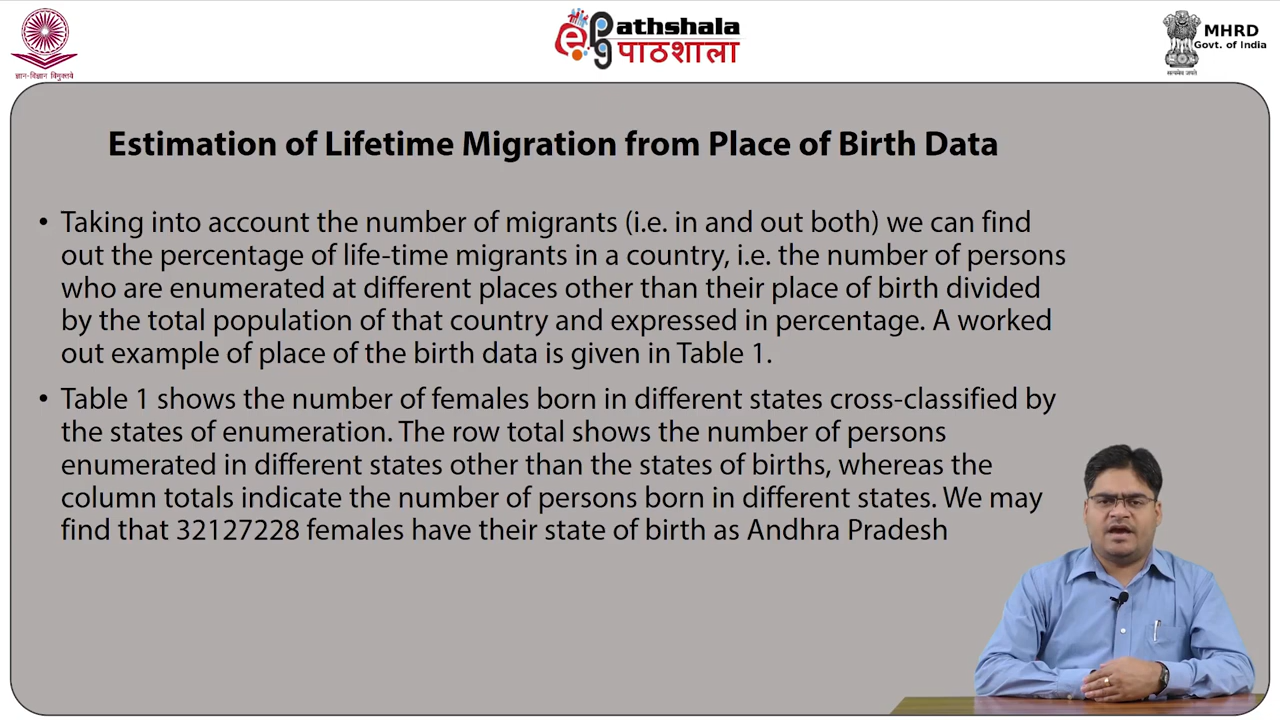 ज्ञान-विज्ञान विमुक्तये
ePG Pathshala
पाठशाला
सत्यमेव जयते
MHRD
Govt. of India
Estimation of Lifetime Migration from Place of Birth Data
• Taking into account the number of migrants (i.e. in and out both) we can find
out the percentage of life-time migrants in a country, i.e. the number of persons
who are enumerated at different places other than their place of birth divided
by the total population of that country and expressed in percentage. A worked
out example of place of the birth data is given in Table 1.
• Table 1 shows the number of females born in different states cross-classified by
the states of enumeration. The row total shows the number of persons
enumerated in different states other than the states of births, whereas the
column totals indicate the number of persons born in different states. We may
find that 32127228 females have their state of birth as Andhra Pradesh